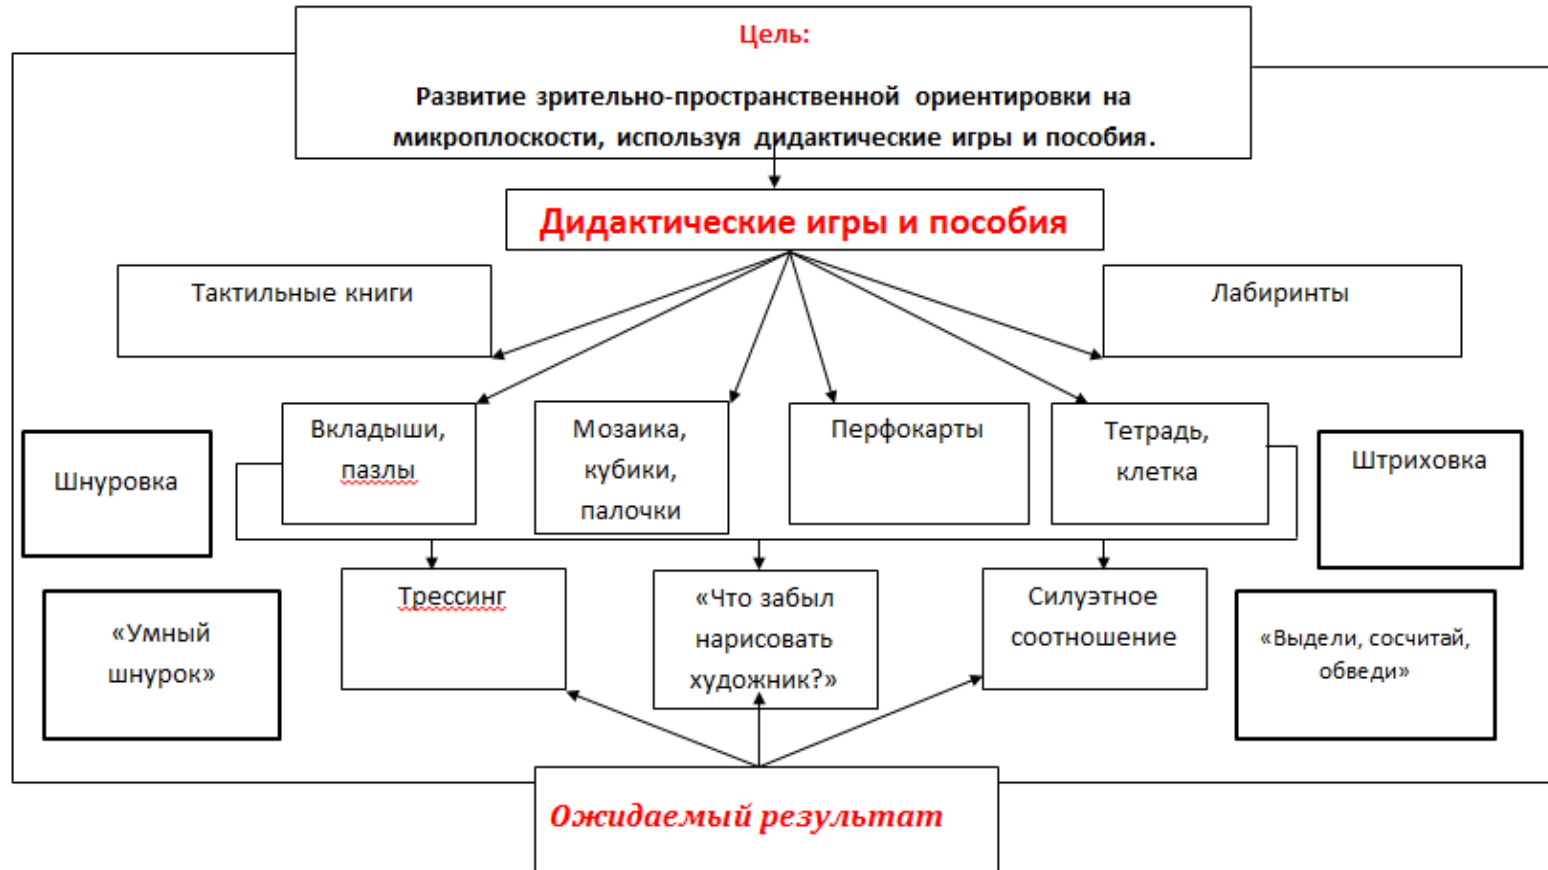 Цель:
Развитие зрительно-пространственной ориентировки на
микроплоскости, используя дидактические игры и пособия.
Дидактические игры и пособия
Тактильные книги
Лабиринты
Вкладыши,
пазлы
Мозаика,
кубики,
палочки
Перфокарты
Тетрадь,
клетка
Шнуровка
Штриховка
Трессинг
«Что забыл
нарисовать
художник?»
Силуэтное
соотношение
«Умный
шнурок»
«Выдели, сосчитай,
обведи»
Ожидаемый результат